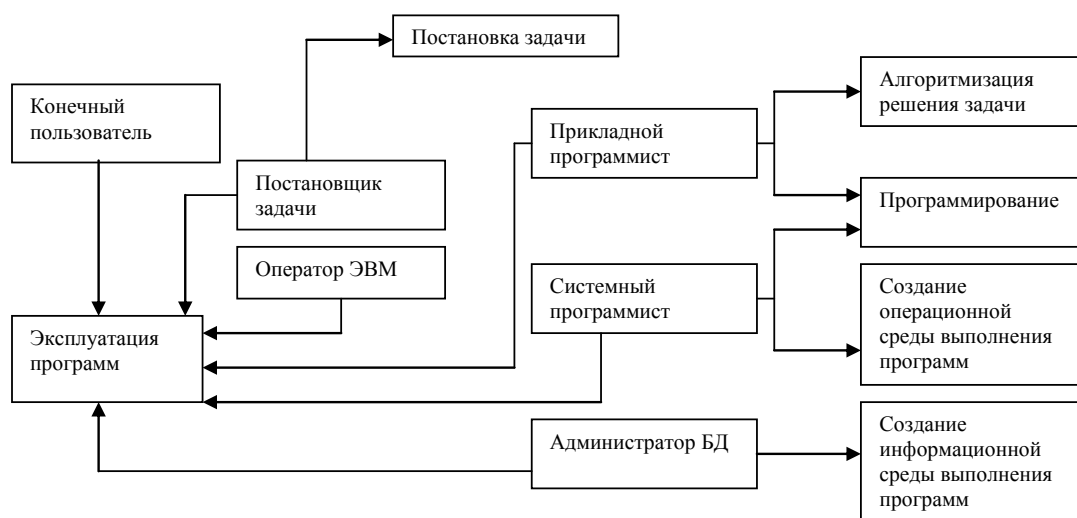 Постановка задачи
Конечный
пользователь
Алгоритмизация
решения задачи
Прикладной
программист
Постановщик
задачи
Программирование
Оператор ЭВМ
Системный
программист
Создание
операционной
среды выполнения
программ
Эксплуатация
программ
Администратор БД
Создание
информационной
среды выполнения
программ